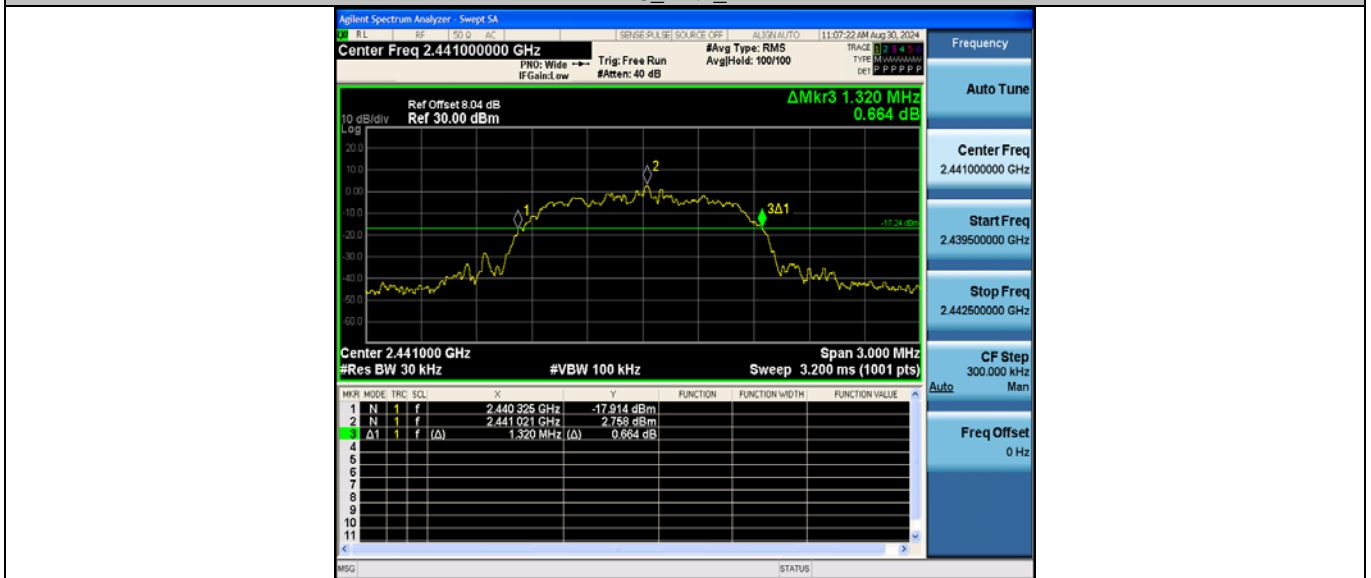 Agilent Spectrum Analyzer - Swept SA
RL RF 50 Ω AC SENSE:PULSE SOURCE OFF ALIGN AUTO 11:07:22 AM Aug 30, 2024
Center Freq 2.441000000 GHz #Avg Type: RMS TRACE 1 2 3 4 5 6
PNO: Wide Trig: Free Run Avg|Hold: 100/100 TYPE M
IFGain:Low #Atten: 40 dB DET P P P P P P
Frequency
Auto Tune
Center Freq
2.441000000 GHz
Start Freq
2.439500000 GHz
Stop Freq
2.442500000 GHz
CF Step
300.000 kHz
Auto Man
Freq Offset
0 Hz
ΔMkr3 1.320 MHz
0.664 dB
Ref Offset 8.04 dB
10 dB/div Ref 30.00 dBm
Log
20.0
10.0
0.00
-10.0
-20.0
-30.0
-40.0
-50.0
-60.0
1
2
3Δ1
-17.24 dBm
Center 2.441000 GHz Span 3.000 MHz
#Res BW 30 kHz #VBW 100 kHz Sweep 3.200 ms (1001 pts)
MKR MODE TRC SCL X Y FUNCTION FUNCTION WIDTH FUNCTION VALUE
1 N 1 f 2.440 325 GHz -17.914 dBm
2 N 1 f 2.441 021 GHz 2.758 dBm
3 Δ1 1 f (Δ) 1.320 MHz (Δ) 0.664 dB
4
5
6
7
8
9
10
11
MSG STATUS